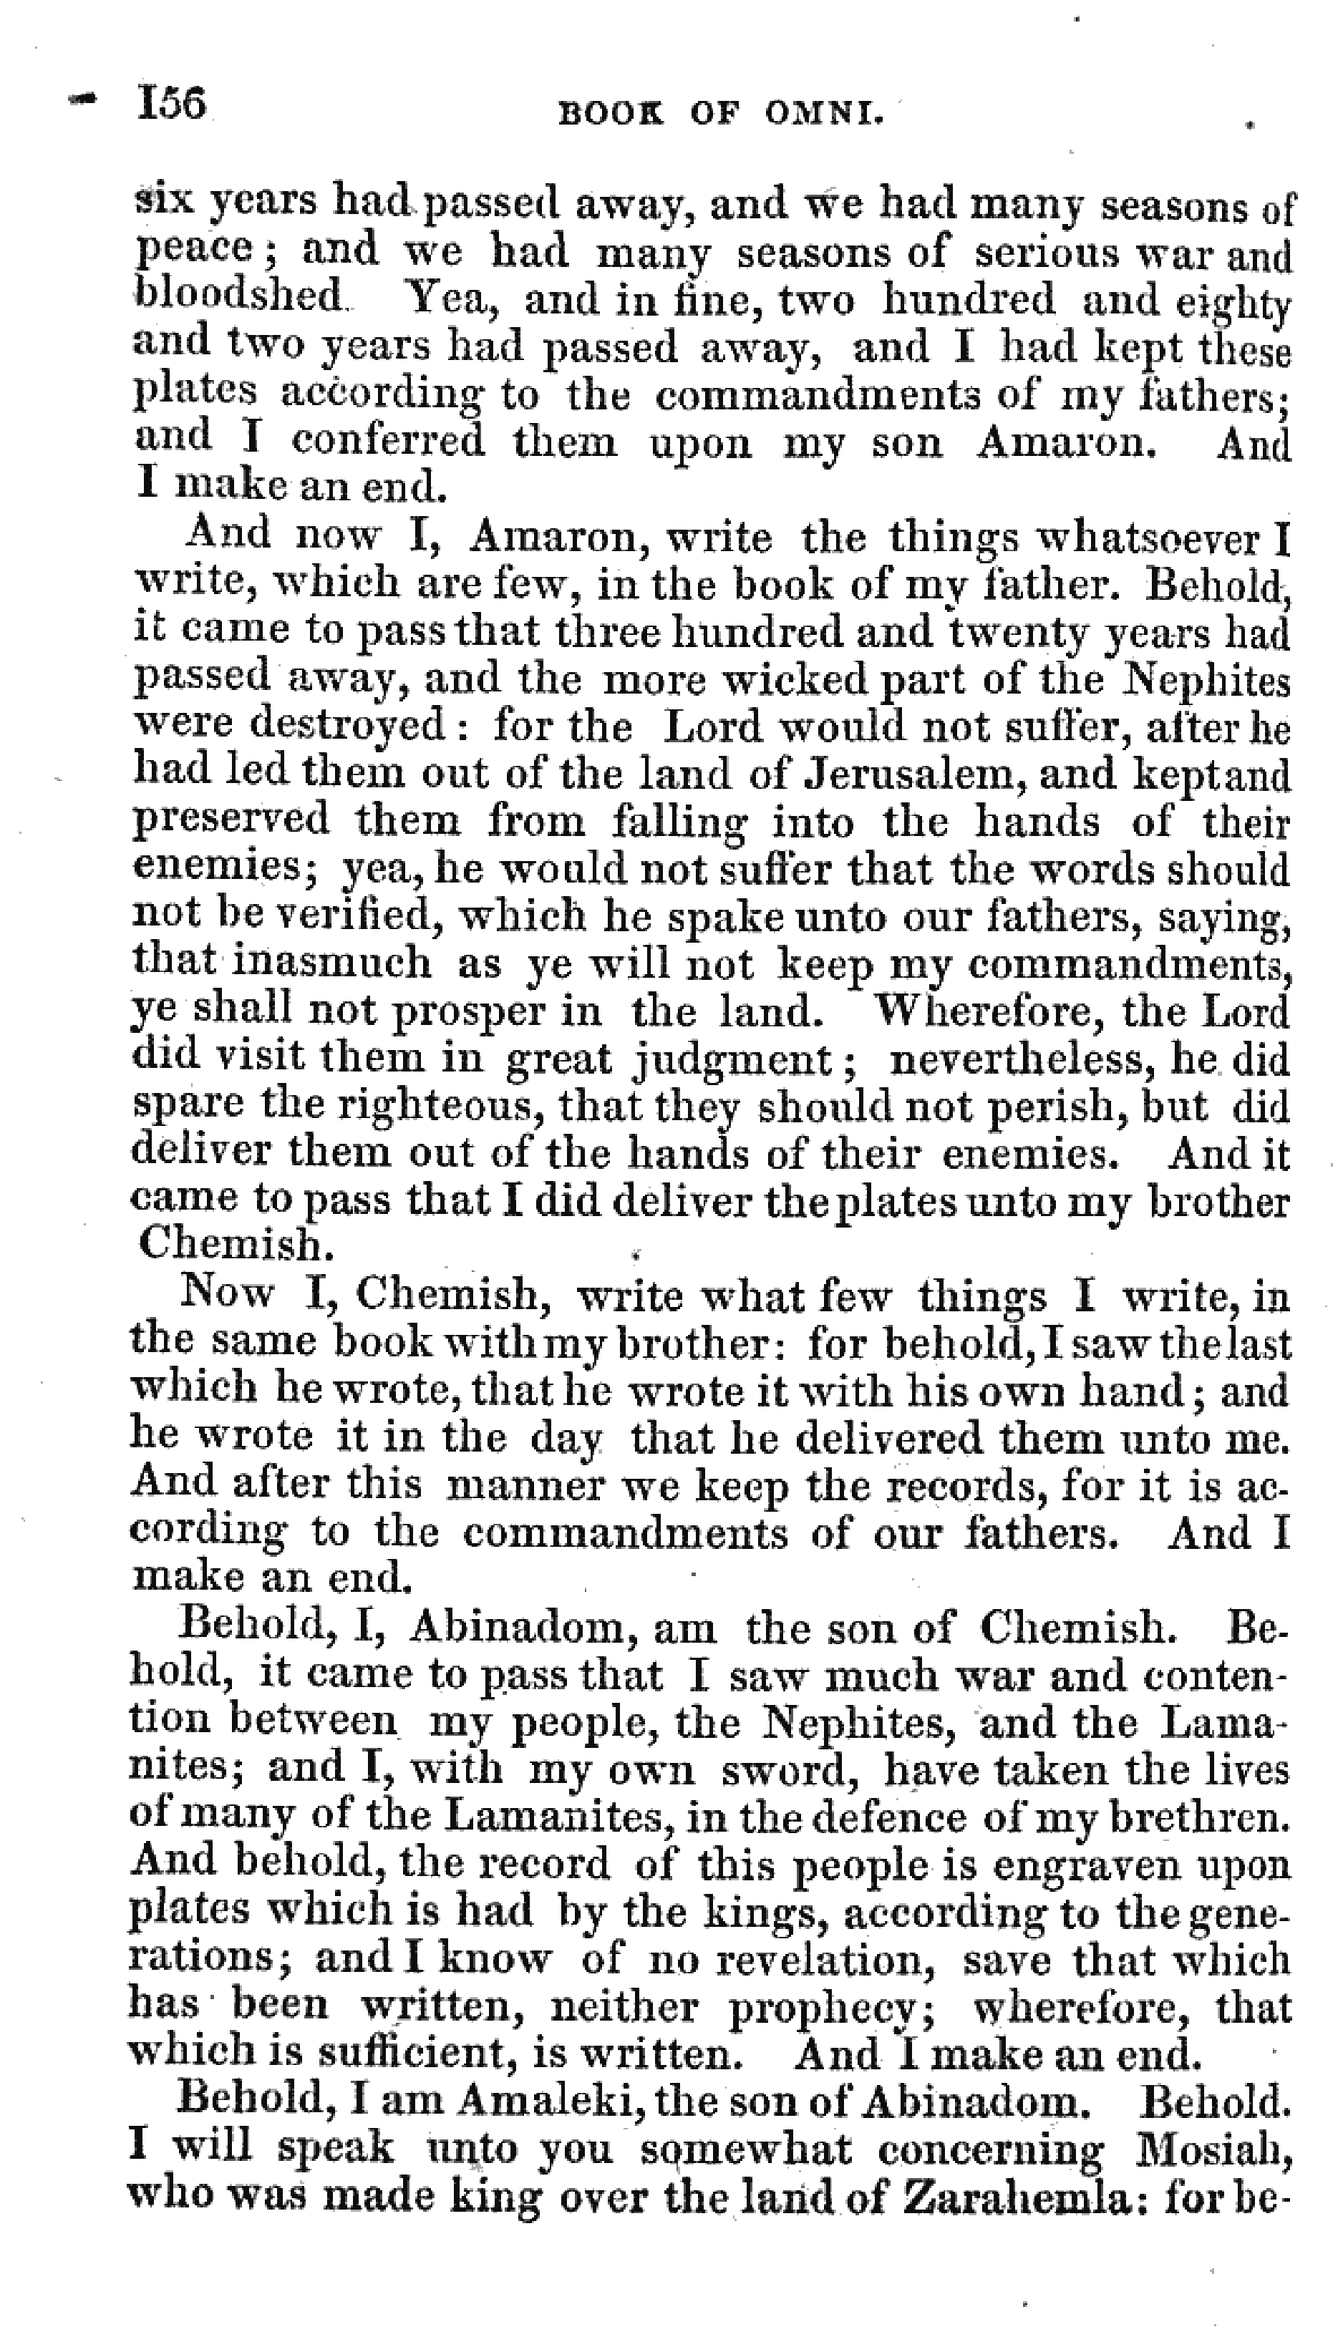 156 BOOK OF OMNI.
six years had passed away, and we had many seasons of
peace; and we had many seasons of serious war and
bloodshed. Yea, and in fine, two hundred and eighty
and two years had passed away, and I had kept these
plates according to the commandments of my fathers;
and I conferred them upon my son Amaron. And
I make an end.
And now I, Amaron, write the things whatsoever I
write, which are few, in the book of my father. Behold,
it came to pass that three hundred and twenty years had
passed away, and the more wicked part of the Nephites
were destroyed: for the Lord would not suffer, after he
had led them out of the land of Jerusalem, and kept and
preserved them from falling into the hands of their
enemies; yea, he would not suffer that the words should
not be verified, which he spake unto our fathers, saying,
that inasmuch as ye will not keep my commandments,
ye shall not prosper in the land. Wherefore, the Lord
did visit them in great judgment; nevertheless, he did
spare the righteous, that they should not perish, but did
deliver them out of the hands of their enemies. And it
came to pass that I did deliver the plates unto my brother
Chemish.
Now I, Chemish, write what few things I write, in
the same book with my brother: for behold, I saw the last
which he wrote, that he wrote it with his own hand; and
he wrote it in the day that he delivered them unto me.
And after this manner we keep the records, for it is ac-
cording to the commandments of our fathers. And I
make an end.
Behold, I, Abinadom, am the son of Chemish. Be-
hold, it came to pass that I saw much war and conten-
tion between my people, the Nephites, and the Lama-
nites; and I, with my own sword, have taken the lives
of many of the Lamanites, in the defence of my brethren.
And behold, the record of this people is engraven upon
plates which is had by the kings, according to the gene-
rations; and I know of no revelation, save that which
has been written, neither prophecy; wherefore, that
which is sufficient, is written. And I make an end.
Behold, I am Amaleki, the son of Abinadom. Behold.
I will speak unto you somewhat concerning Mosiah,
who was made king over the land of Zarahemla: for be-